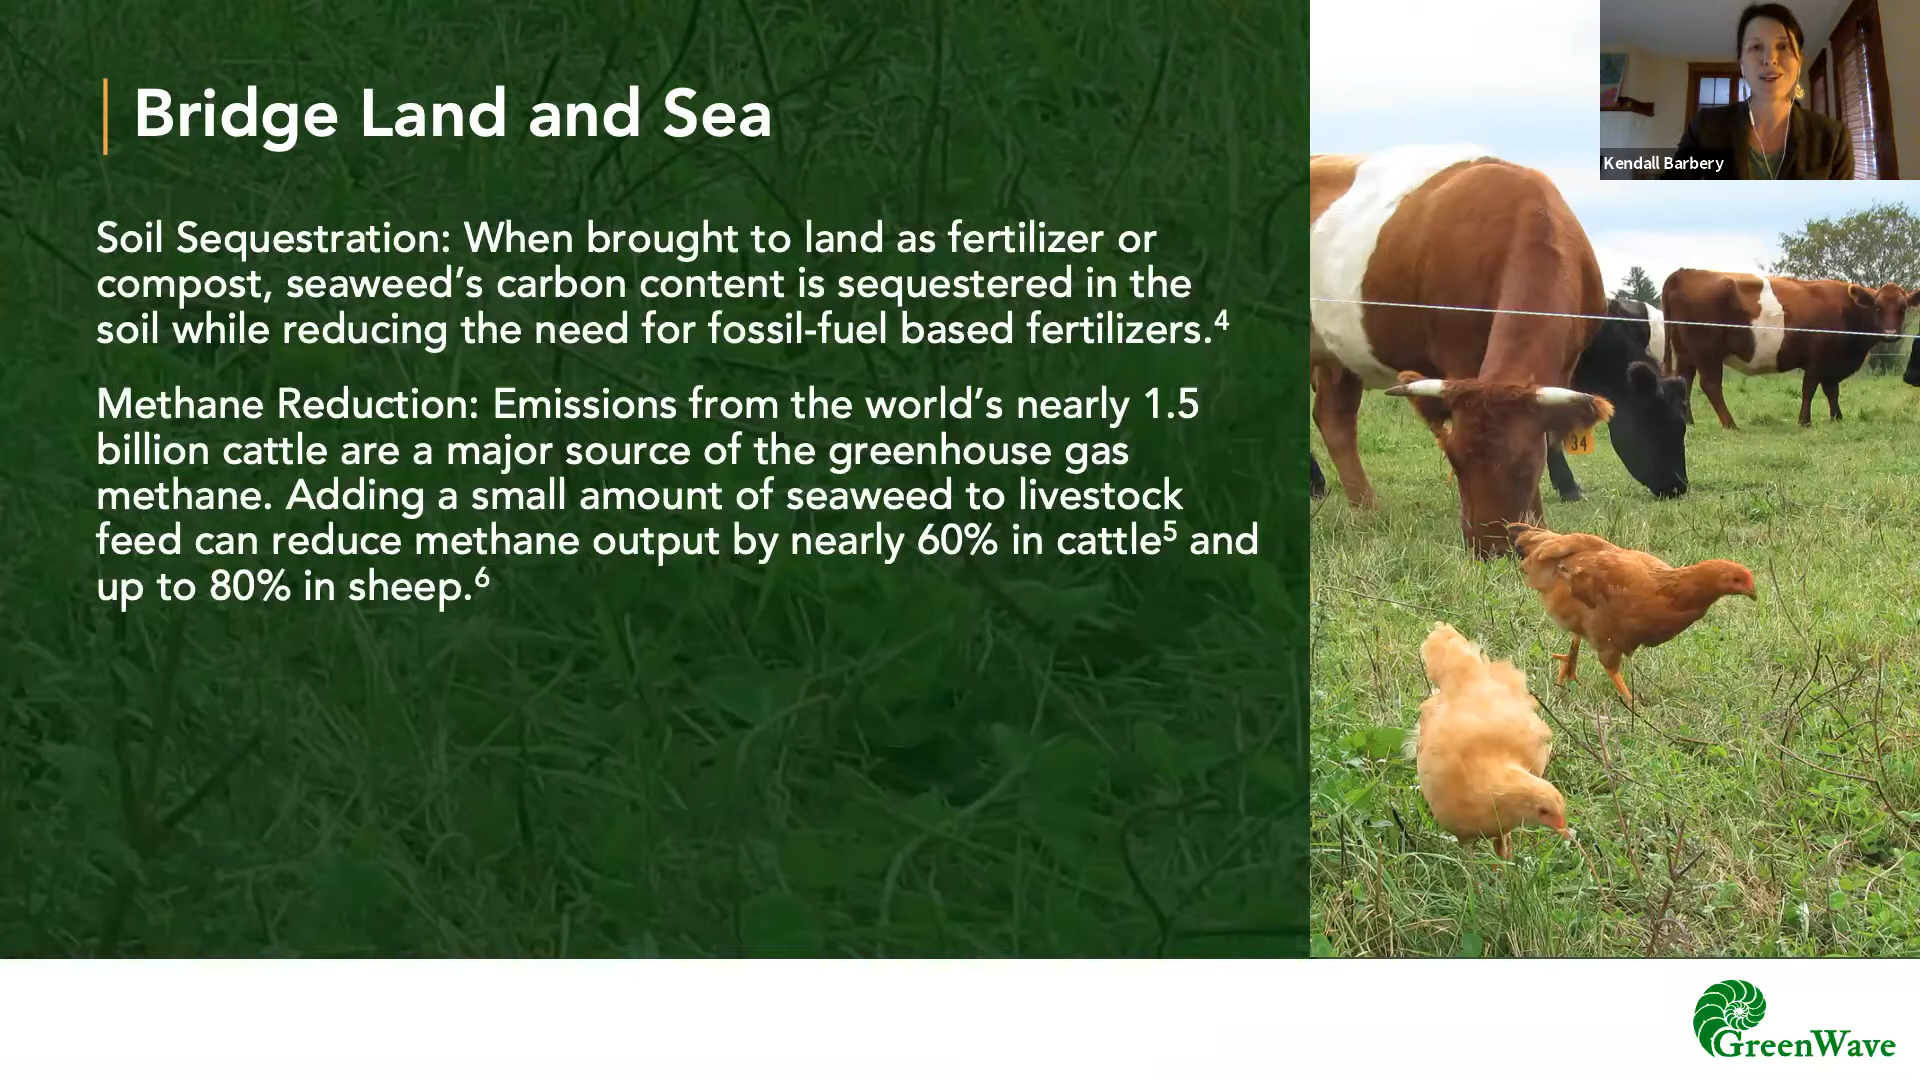 Bridge Land and Sea
Kendall Barbery
Soil Sequestration: When brought to land as fertilizer or
compost, seaweed’s carbon content is sequestered in the
soil while reducing the need for fossil-fuel based fertilizers.4
Methane Reduction: Emissions from the world’s nearly 1.5
billion cattle are a major source of the greenhouse gas
methane. Adding a small amount of seaweed to livestock
feed can reduce methane output by nearly 60% in cattle5 and
up to 80% in sheep.6
34
GreenWave